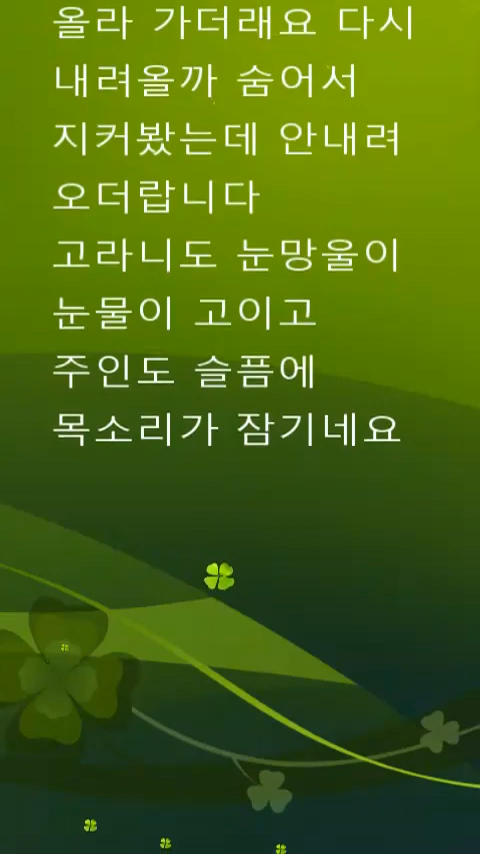 올라 가더래요 다시
내려올까 숨어서
지커봤는데 안내려
오더랍니다
고라니도 눈망울이
눈물이 고이고
주인도 슬픔에
목소리가 잠기네요